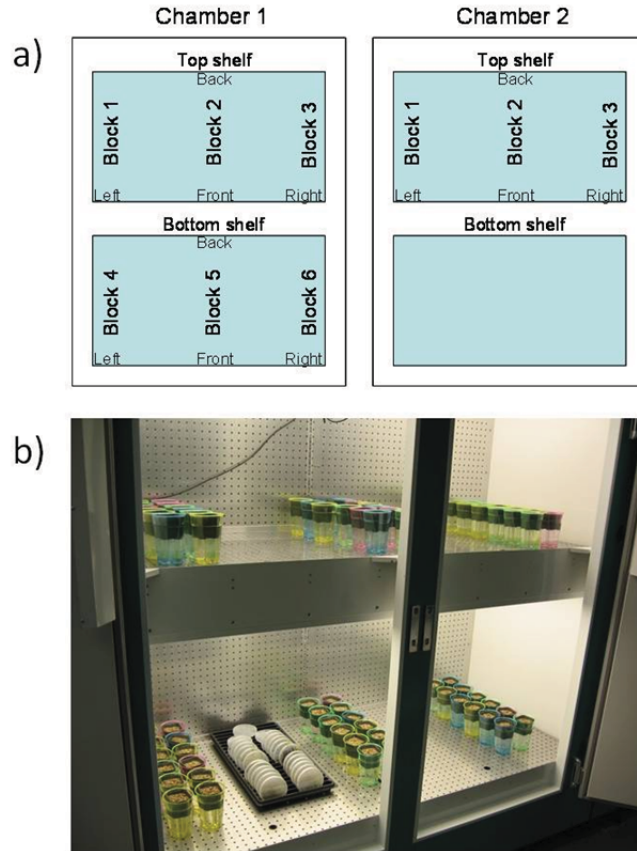 Chamber 1
Chamber 2
a)
Top shelf
Back
Block 1
Block 2
Block 3
Left
Front
Right
Bottom shelf
Back
Block 4
Block 5
Block 6
Left
Front
Right
Top shelf
Back
Block 1
Block 2
Block 3
Left
Front
Right
Bottom shelf
b)